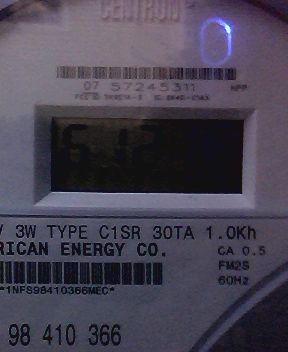 CENTRON
07 57245311 MPP
V 3W TYPE C1SR 30TA 1.0Kh
RICAN ENERGY CO. CA 0.5
FM2S
*1NFS98410366MEC* 60Hz
98 410 366